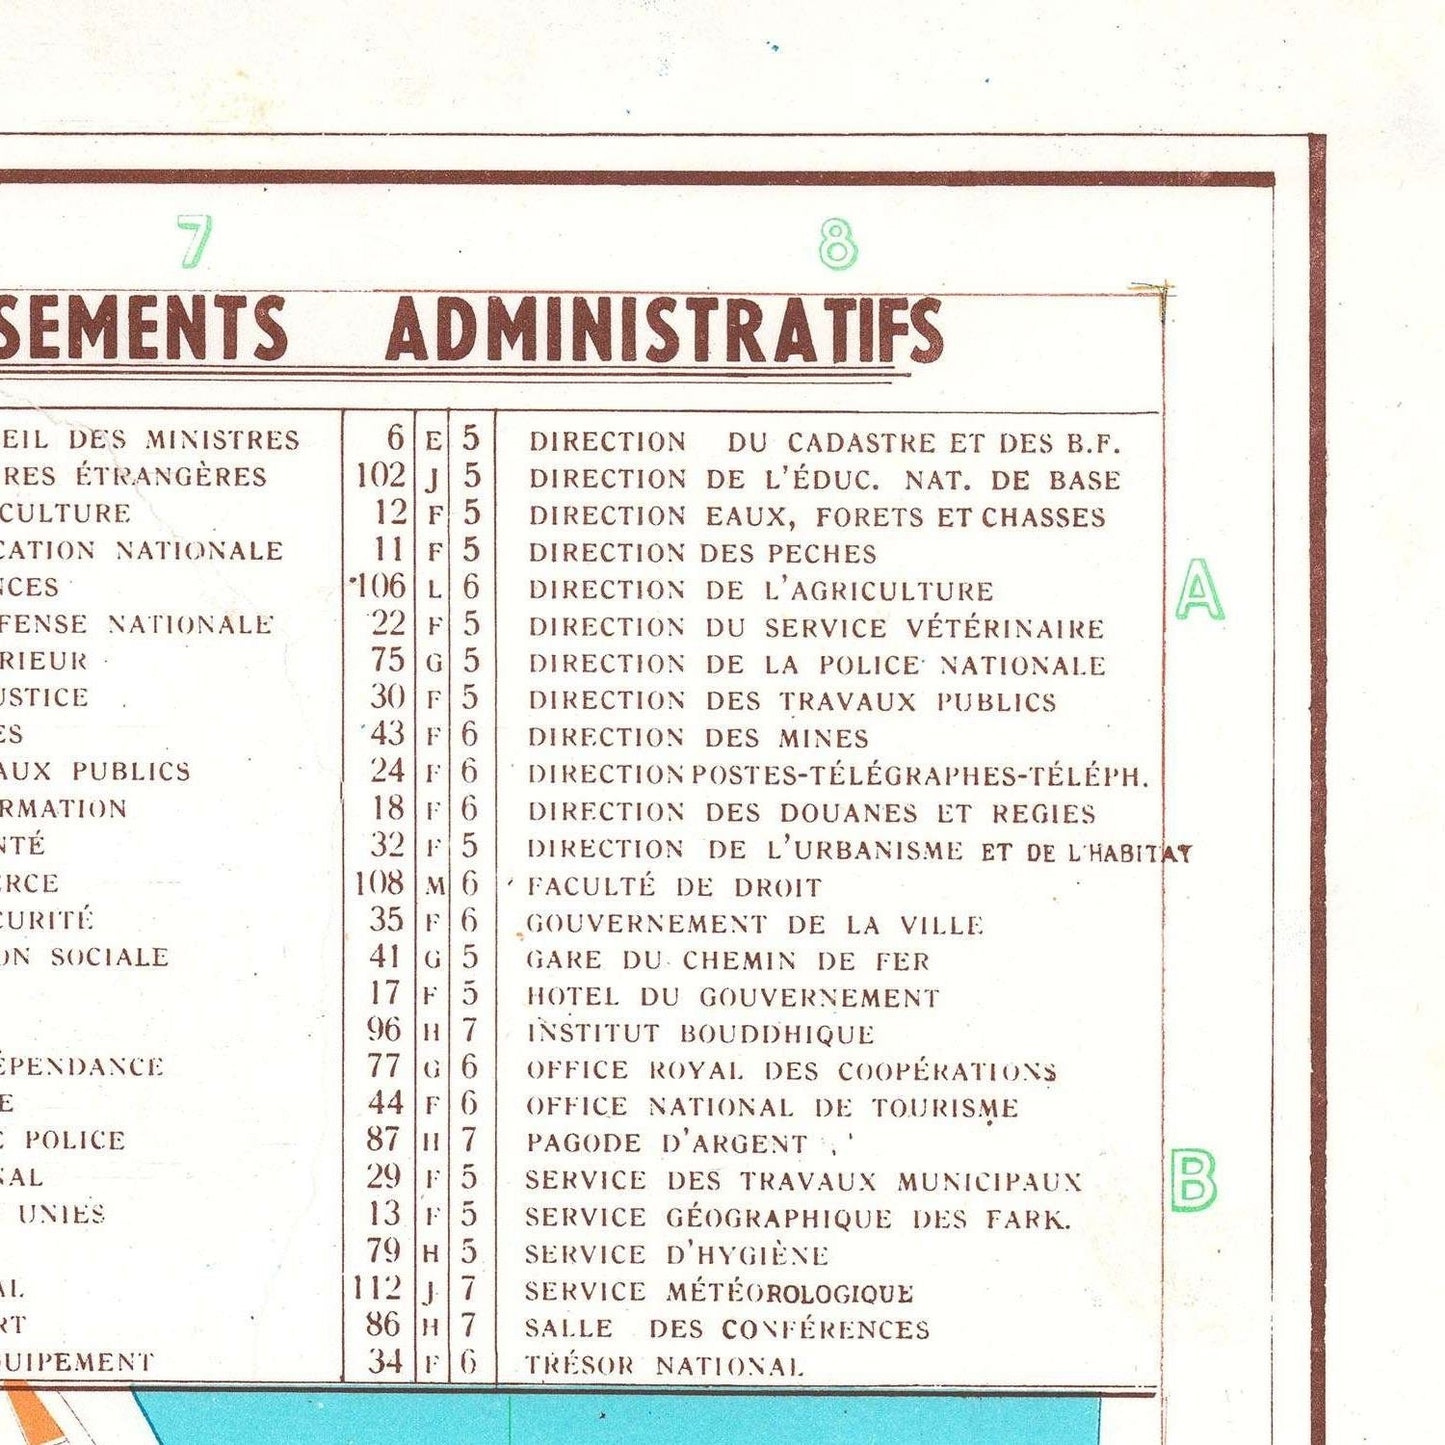 7 8
SEMENTS ADMINISTRATIFS
EIL DES MINISTRES 6 E 5 DIRECTION DU CADASTRE ET DES B.F.
RES ÉTRANGÈRES 102 J 5 DIRECTION DE L'ÉDUC. NAT. DE BASE
CULTURE 12 F 5 DIRECTION EAUX, FORETS ET CHASSES
CATION NATIONALE 11 F 5 DIRECTION DES PECHES
NCES 106 L 6 DIRECTION DE L'AGRICULTURE
A
FENSE NATIONALE 22 F 5 DIRECTION DU SERVICE VÉTÉRINAIRE
RIEUR 75 G 5 DIRECTION DE LA POLICE NATIONALE
USTICE 30 F 5 DIRECTION DES TRAVAUX PUBLICS
ES 43 F 6 DIRECTION DES MINES
AUX PUBLICS 24 F 6 DIRECTION POSTES-TÉLÉGRAPHES-TÉLÉPH.
RMATION 18 F 6 DIRECTION DES DOUANES ET REGIES
NTÉ 32 F 5 DIRECTION DE L'URBANISME ET DE L'HABITAT
ERCE 108 M 6 FACULTÉ DE DROIT
CURITÉ 35 F 6 GOUVERNEMENT DE LA VILLE
ON SOCIALE 41 G 5 GARE DU CHEMIN DE FER
17 F 5 HOTEL DU GOUVERNEMENT
96 H 7 INSTITUT BOUDDHIQUE
ÉPENDANCE 77 G 6 OFFICE ROYAL DES COOPÉRATIONS
E 44 F 6 OFFICE NATIONAL DE TOURISME
E POLICE 87 H 7 PAGODE D'ARGENT
NAL 29 F 5 SERVICE DES TRAVAUX MUNICIPAUX
B
UNIES 13 F 5 SERVICE GÉOGRAPHIQUE DES FARK.
79 H 5 SERVICE D'HYGIÈNE
AL 112 J 7 SERVICE MÉTÉOROLOGIQUE
RT 86 H 7 SALLE DES CONFÉRENCES
QUIPEMENT 34 F 6 TRÉSOR NATIONAL